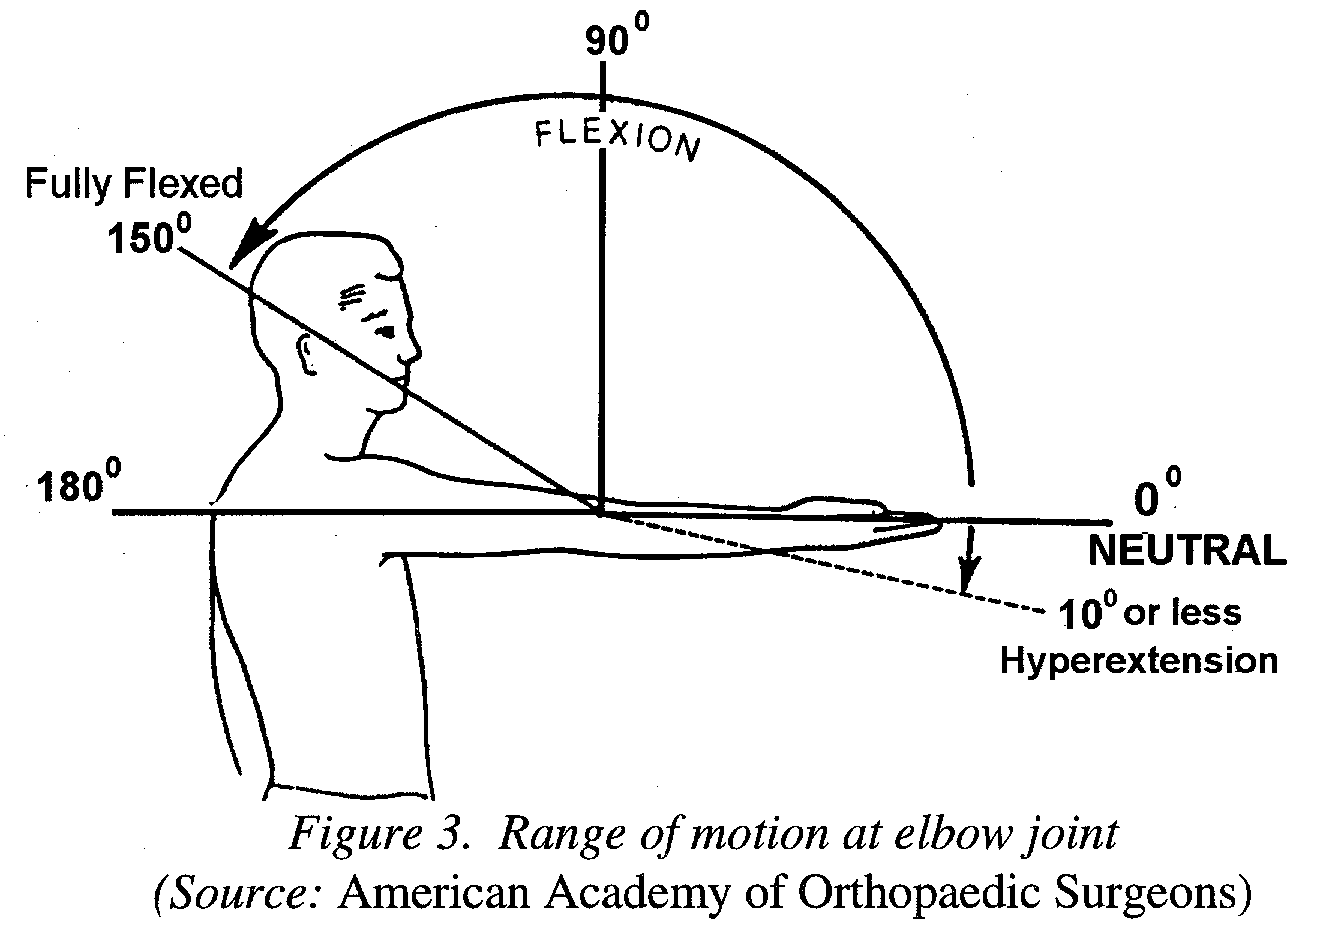 90⁰
FLEXION
Fully Flexed
150⁰
180⁰
0⁰
NEUTRAL
10⁰ or less
Hyperextension
Figure 3. Range of motion at elbow joint
(Source: American Academy of Orthopaedic Surgeons)